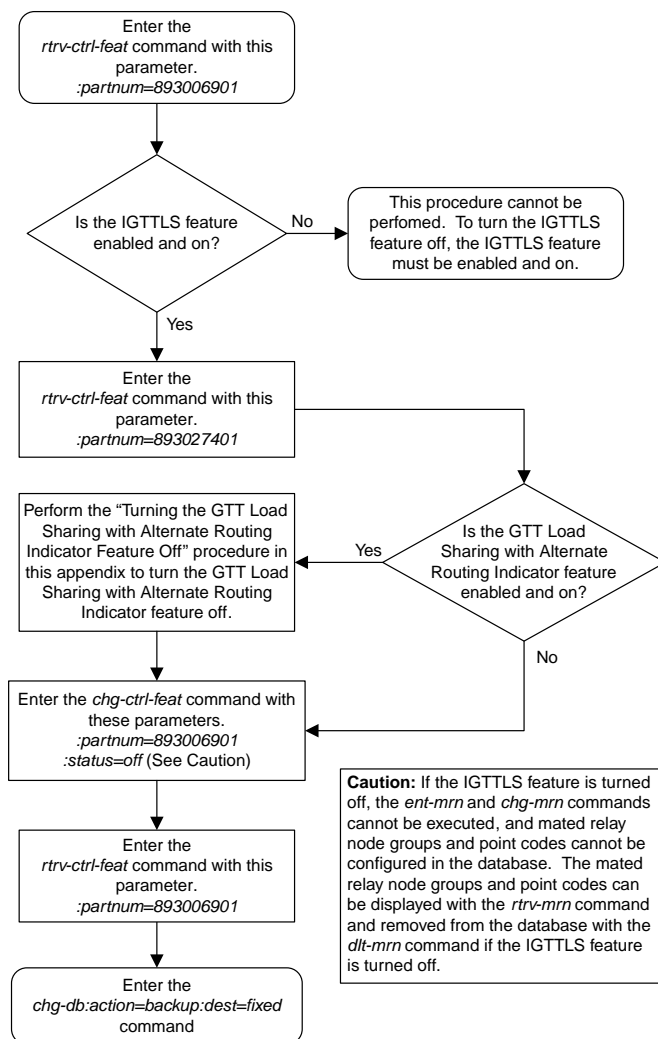 Enter the
rtrv-ctrl-feat command with this
parameter.
:partnum=893006901
Is the IGTTLS feature
enabled and on?
No
This procedure cannot be
perfomed. To turn the IGTTLS
feature off, the IGTTLS feature
must be enabled and on.
Yes
Enter the
rtrv-ctrl-feat command with this
parameter.
:partnum=893027401
Is the GTT Load
Sharing with Alternate
Routing Indicator feature
enabled and on?
Yes
Perform the “Turning the GTT Load
Sharing with Alternate Routing
Indicator Feature Off” procedure in
this appendix to turn the GTT Load
Sharing with Alternate Routing
Indicator feature off.
No
Enter the chg-ctrl-feat command with
these parameters.
:partnum=893006901
:status=off (See Caution)
Enter the
rtrv-ctrl-feat command with this
parameter.
:partnum=893006901
Enter the
chg-db:action=backup:dest=fixed
command
Caution: If the IGTTLS feature is turned
off, the ent-mrn and chg-mrn commands
cannot be executed, and mated relay
node groups and point codes cannot be
configured in the database. The mated
relay node groups and point codes can
be displayed with the rtrv-mrn command
and removed from the database with the
dlt-mrn command if the IGTTLS feature
is turned off.